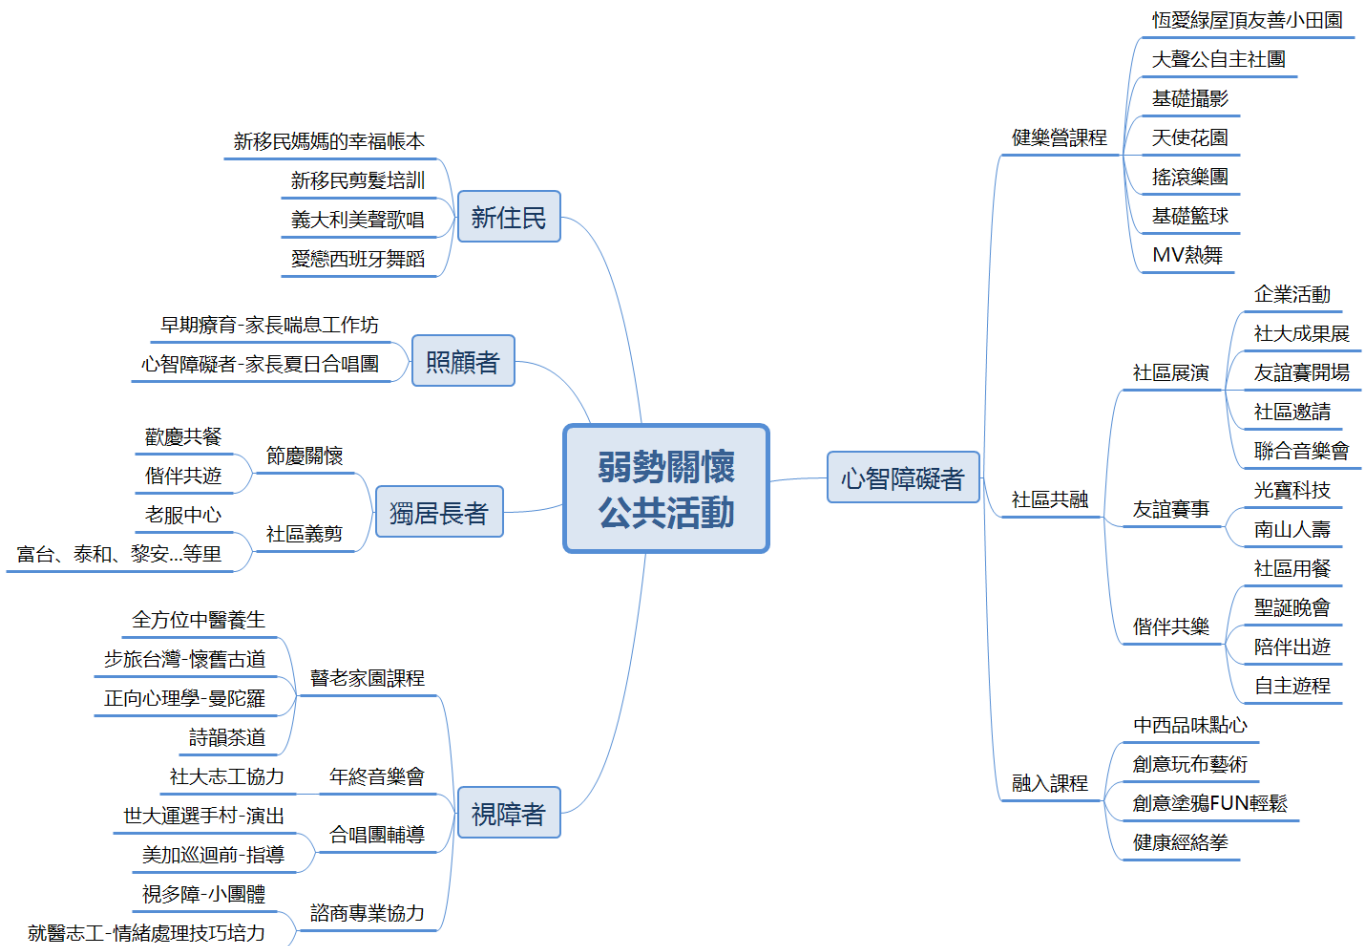 弱勢關懷
公共活動
新住民
新移民媽媽的幸福帳本
新移民剪髮培訓
義大利美聲歌唱
愛戀西班牙舞蹈
照顧者
早期療育-家長喘息工作坊
心智障礙者-家長夏日合唱團
獨居長者
節慶關懷
歡慶共餐
偕伴共遊
社區義剪
老服中心
富台、泰和、黎安...等里
視障者
瞽老家園課程
全方位中醫養生
步旅台灣-懷舊古道
正向心理學-曼陀羅
詩韻茶道
年終音樂會
社大志工協力
合唱團輔導
世大運選手村-演出
美加巡迴前-指導
諮商專業協力
視多障-小團體
就醫志工-情緒處理技巧培力
心智障礙者
健樂營課程
恆愛綠屋頂友善小田園
大聲公自主社團
基礎攝影
天使花園
搖滾樂團
基礎籃球
MV熱舞
社區共融
社區展演
企業活動
社大成果展
友誼賽開場
社區邀請
聯合音樂會
友誼賽事
光寶科技
南山人壽
偕伴共樂
社區用餐
聖誕晚會
陪伴出遊
自主遊程
融入課程
中西品味點心
創意玩布藝術
創意塗鴉FUN輕鬆
健康經絡拳